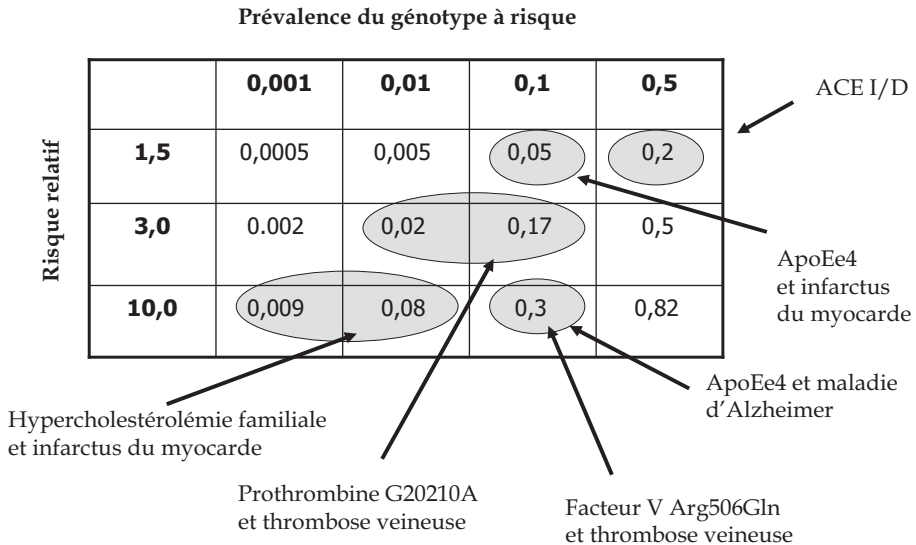 Prévalence du génotype à risque
0,001 0,01 0,1 0,5
ACE I/D
Risque relatif
1,5 0,0005 0,005 0,05 0,2
3,0 0.002 0,02 0,17 0,5
ApoEe4
et infarctus
du myocarde
10,0 0,009 0,08 0,3 0,82
ApoEe4 et maladie
d’Alzheimer
Hypercholestérolémie familiale
et infarctus du myocarde
Prothrombine G20210A
et thrombose veineuse
Facteur V Arg506Gln
et thrombose veineuse